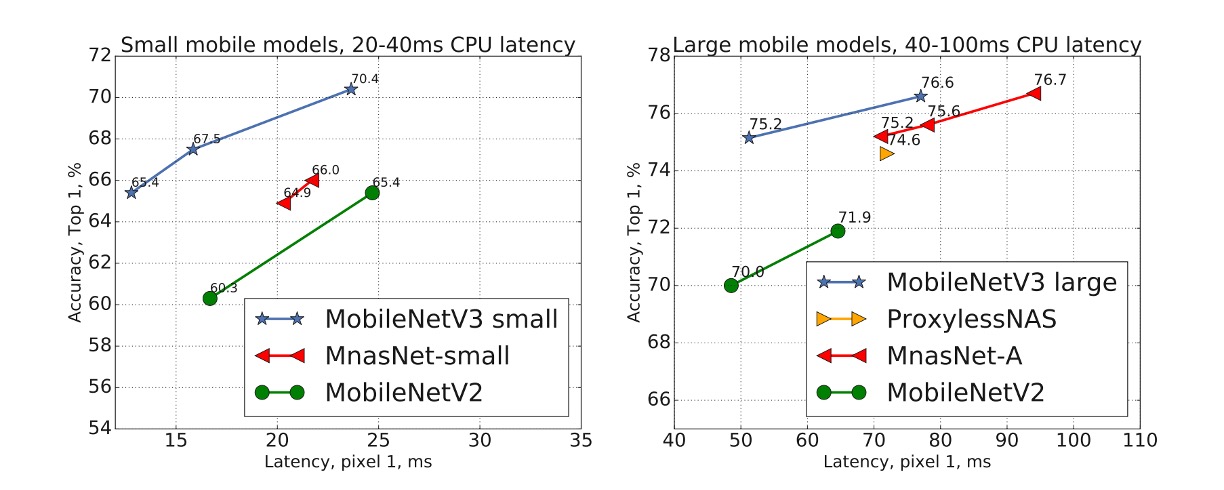 Small mobile models, 20-40ms CPU latency
72
70
68
66
64
62
60
58
56
54
Accuracy, Top 1, %
70.4
67.5
65.4
66.0
64.9
65.4
60.3
MobileNetV3 small
MnasNet-small
MobileNetV2
15 20 25 30 35
Latency, pixel 1, ms
Large mobile models, 40-100ms CPU latency
78
76
74
72
70
68
66
Accuracy, Top 1, %
76.6
76.7
75.2
75.2
75.6
74.6
71.9
70.0
MobileNetV3 large
ProxylessNAS
MnasNet-A
MobileNetV2
40 50 60 70 80 90 100 110
Latency, pixel 1, ms